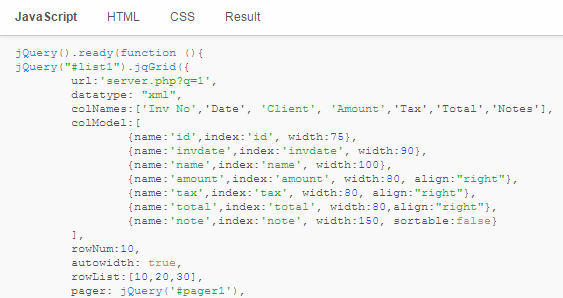 JavaScript HTML CSS Result
jQuery().ready(function (){
jQuery("#list1").jqGrid({
url:'server.php?q=1',
datatype: "xml",
colNames:['Inv No','Date', 'Client', 'Amount','Tax','Total','Notes'],
colModel:[
{name:'id',index:'id', width:75},
{name:'invdate',index:'invdate', width:90},
{name:'name',index:'name', width:100},
{name:'amount',index:'amount', width:80, align:"right"},
{name:'tax',index:'tax', width:80, align:"right"},
{name:'total',index:'total', width:80,align:"right"},
{name:'note',index:'note', width:150, sortable:false}
],
rowNum:10,
autowidth: true,
rowList:[10,20,30],
pager: jQuery('#pager1'),